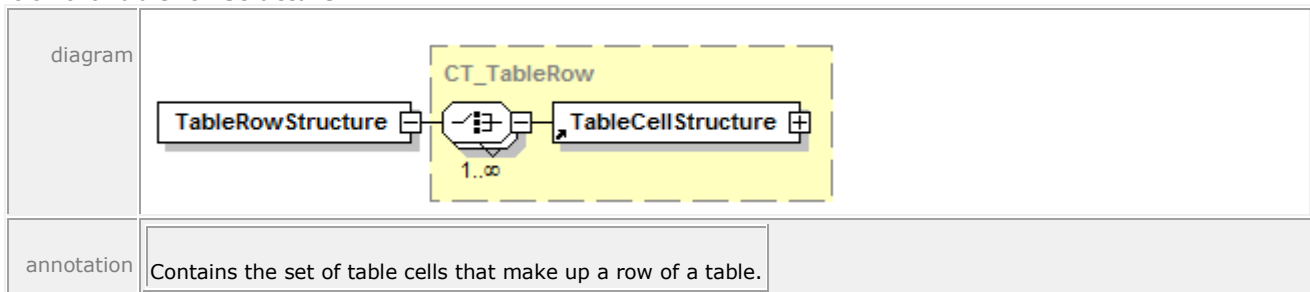 diagram
CT_TableRow
TableRowStructure
TableCellStructure
1..∞
annotation
Contains the set of table cells that make up a row of a table.